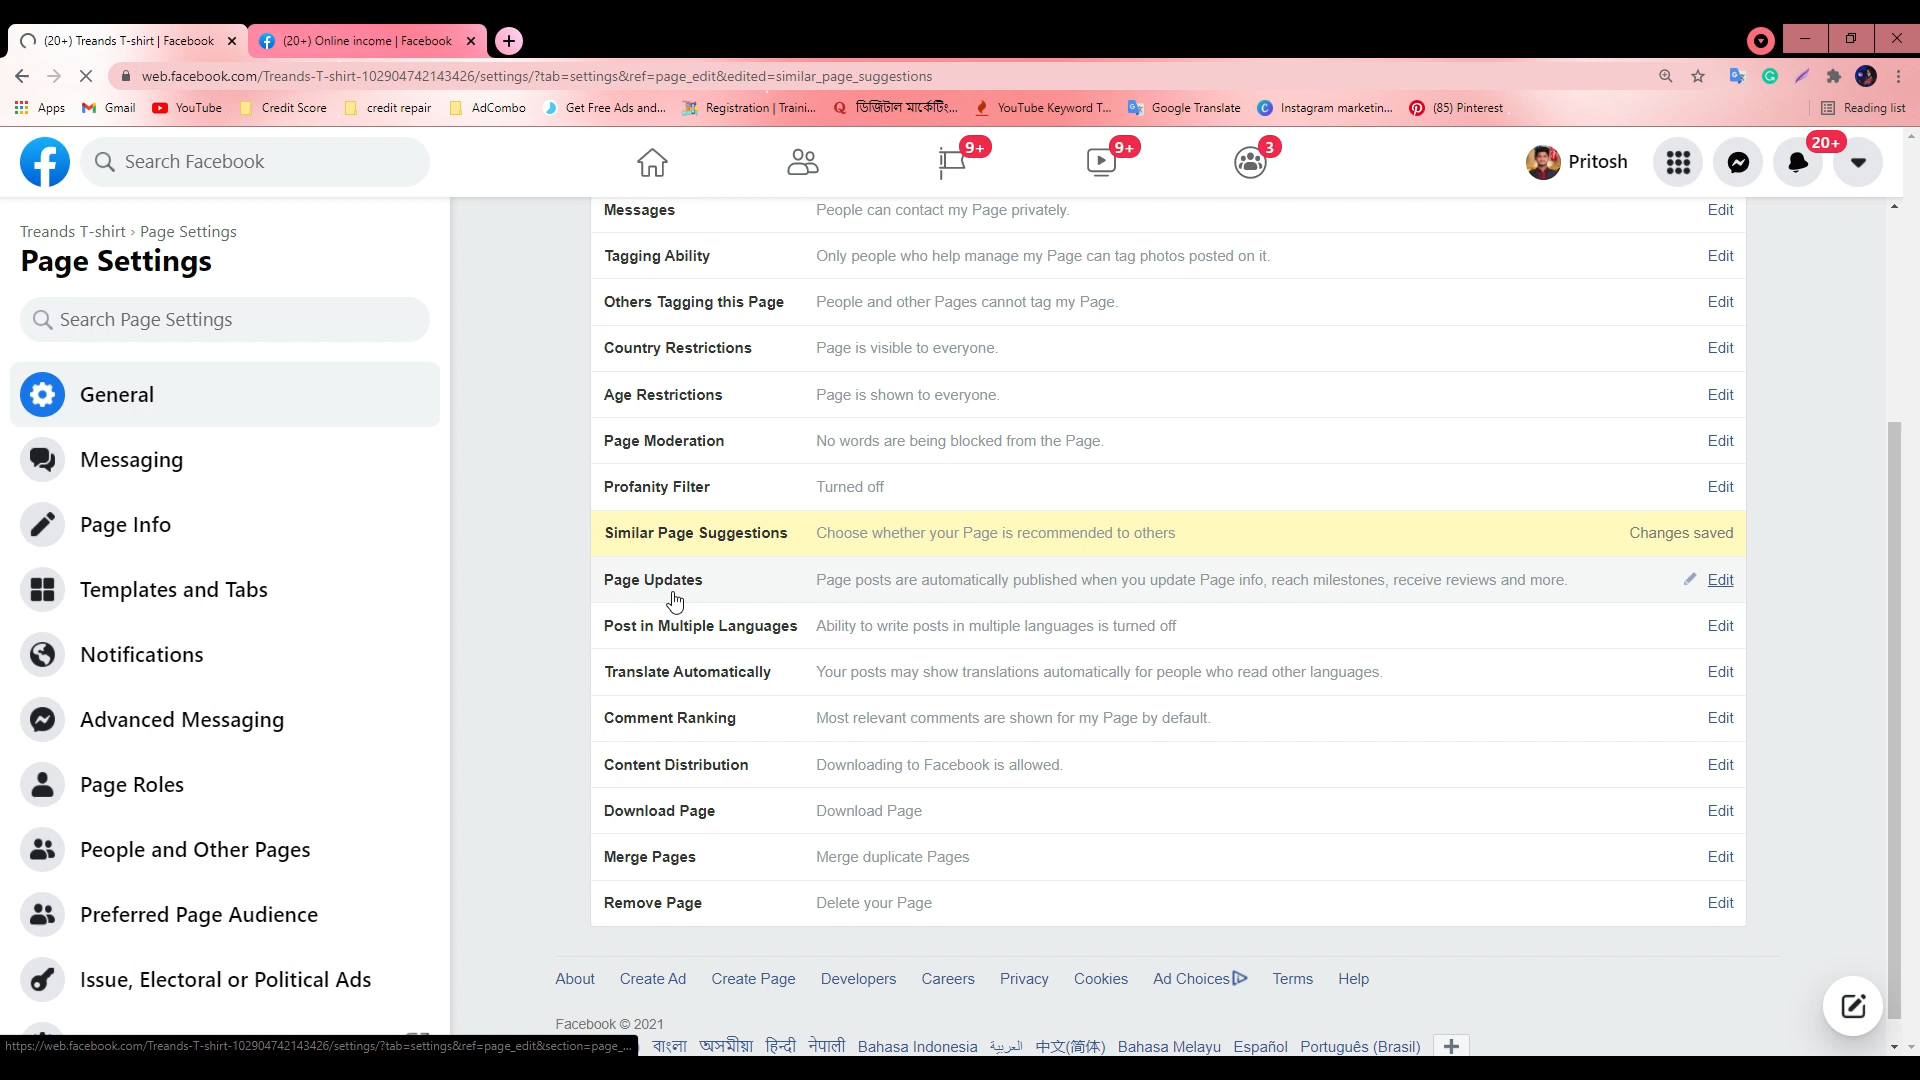 (20+) Treands T-shirt | Facebook
(20+) Online income | Facebook
web.facebook.com/Treands-T-shirt-102904742143426/settings/?tab=settings&ref=page_edit&edited=similar_page_suggestions
Apps
Gmail
YouTube
Credit Score
credit repair
AdCombo
Get Free Ads and...
Registration | Traini...
ডিজিটাল মার্কেটিং...
YouTube Keyword T...
Google Translate
Instagram marketin...
(85) Pinterest
Reading list
Search Facebook
9+
9+
3
Pritosh
20+
Treands T-shirt › Page Settings
Page Settings
Search Page Settings
General
Messaging
Page Info
Templates and Tabs
Notifications
Advanced Messaging
Page Roles
People and Other Pages
Preferred Page Audience
Issue, Electoral or Political Ads
Messages People can contact my Page privately. Edit
Tagging Ability Only people who help manage my Page can tag photos posted on it. Edit
Others Tagging this Page People and other Pages cannot tag my Page. Edit
Country Restrictions Page is visible to everyone. Edit
Age Restrictions Page is shown to everyone. Edit
Page Moderation No words are being blocked from the Page. Edit
Profanity Filter Turned off Edit
Similar Page Suggestions Choose whether your Page is recommended to others Changes saved
Page Updates Page posts are automatically published when you update Page info, reach milestones, receive reviews and more. Edit
Post in Multiple Languages Ability to write posts in multiple languages is turned off Edit
Translate Automatically Your posts may show translations automatically for people who read other languages. Edit
Comment Ranking Most relevant comments are shown for my Page by default. Edit
Content Distribution Downloading to Facebook is allowed. Edit
Download Page Download Page Edit
Merge Pages Merge duplicate Pages Edit
Remove Page Delete your Page Edit
About Create Ad Create Page Developers Careers Privacy Cookies Ad Choices Terms Help
Facebook © 2021
বাংলা অসমীয়া हिन्दी नेपाली Bahasa Indonesia العربية 中文(简体) Bahasa Melayu Español Português (Brasil)
https://web.facebook.com/Treands-T-shirt-102904742143426/settings/?tab=settings&ref=page_edit&section=page_...